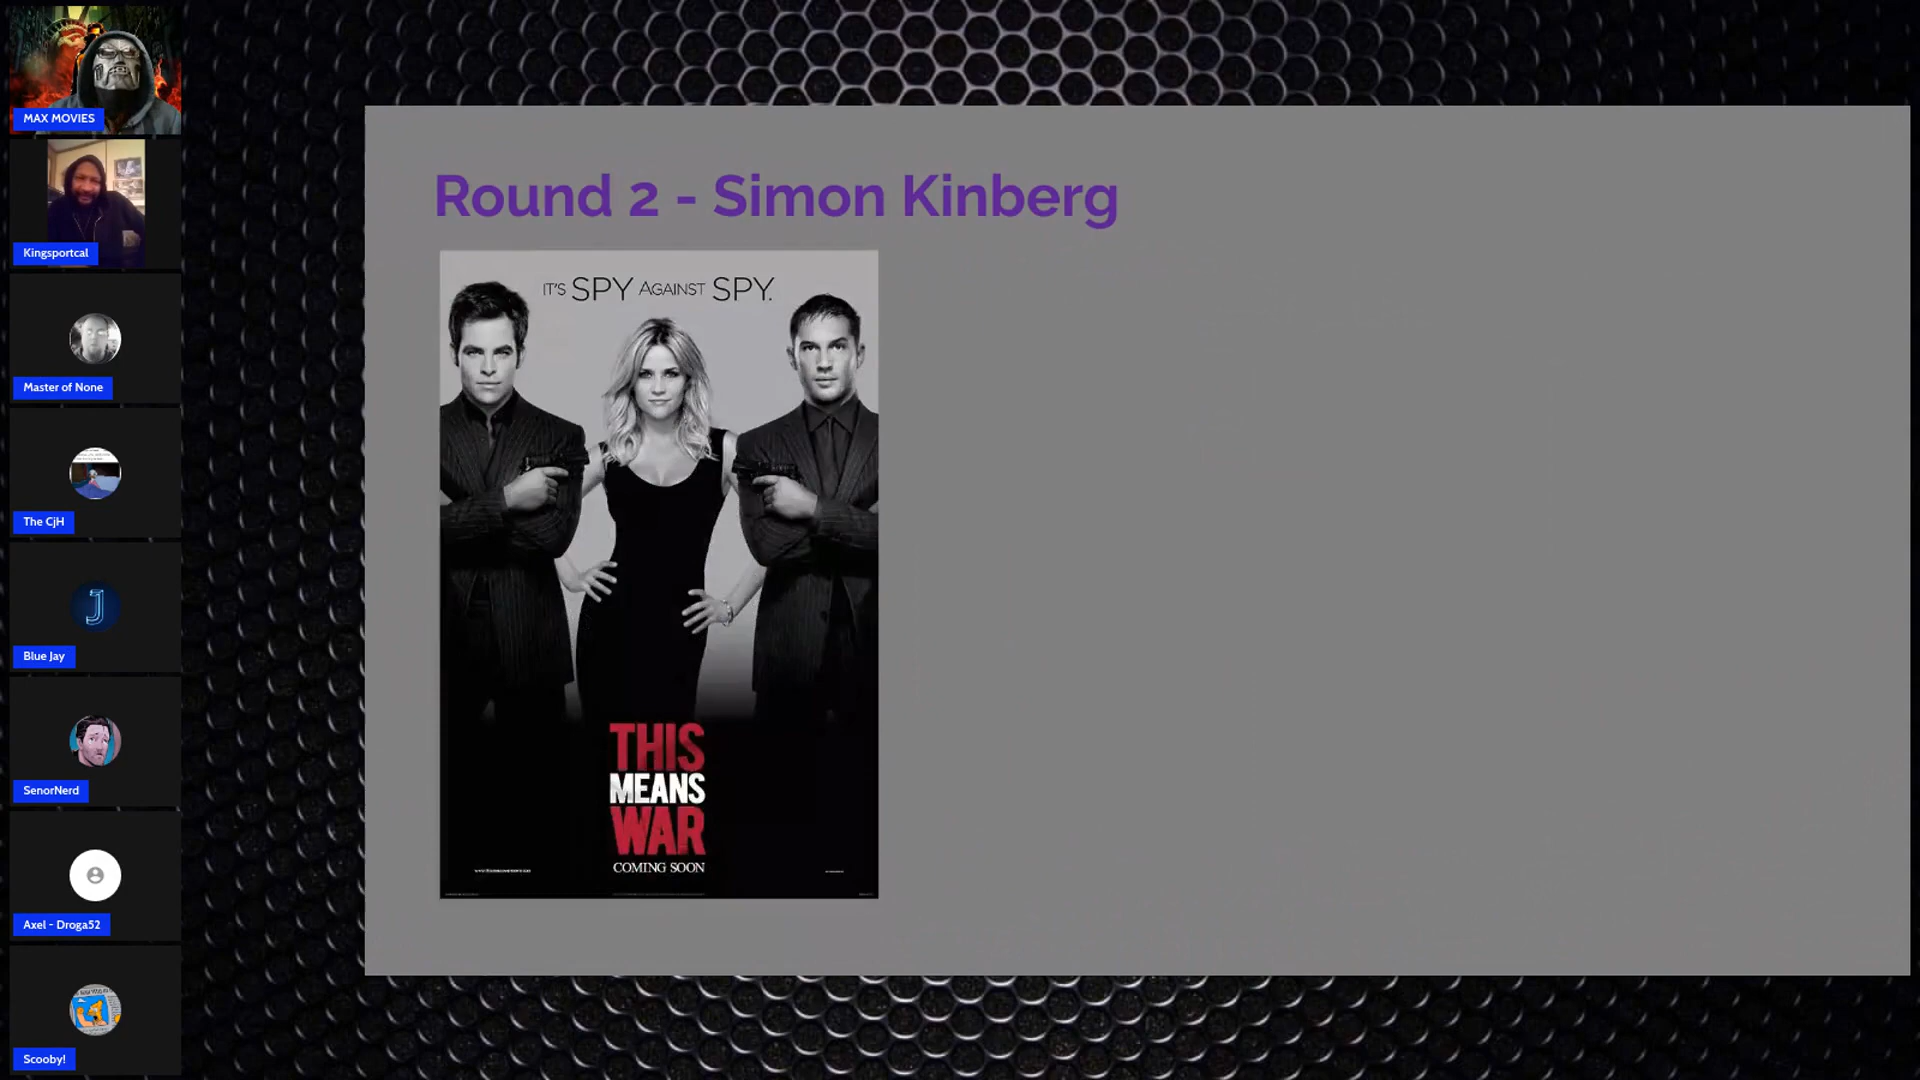 MAX MOVIES
Kingsportcal
Master of None
The CjH
Blue Jay
SenorNerd
Axel - Droga52
Scooby!
Round 2 - Simon Kinberg
IT'S SPY AGAINST SPY.
THIS
MEANS
WAR
COMING SOON